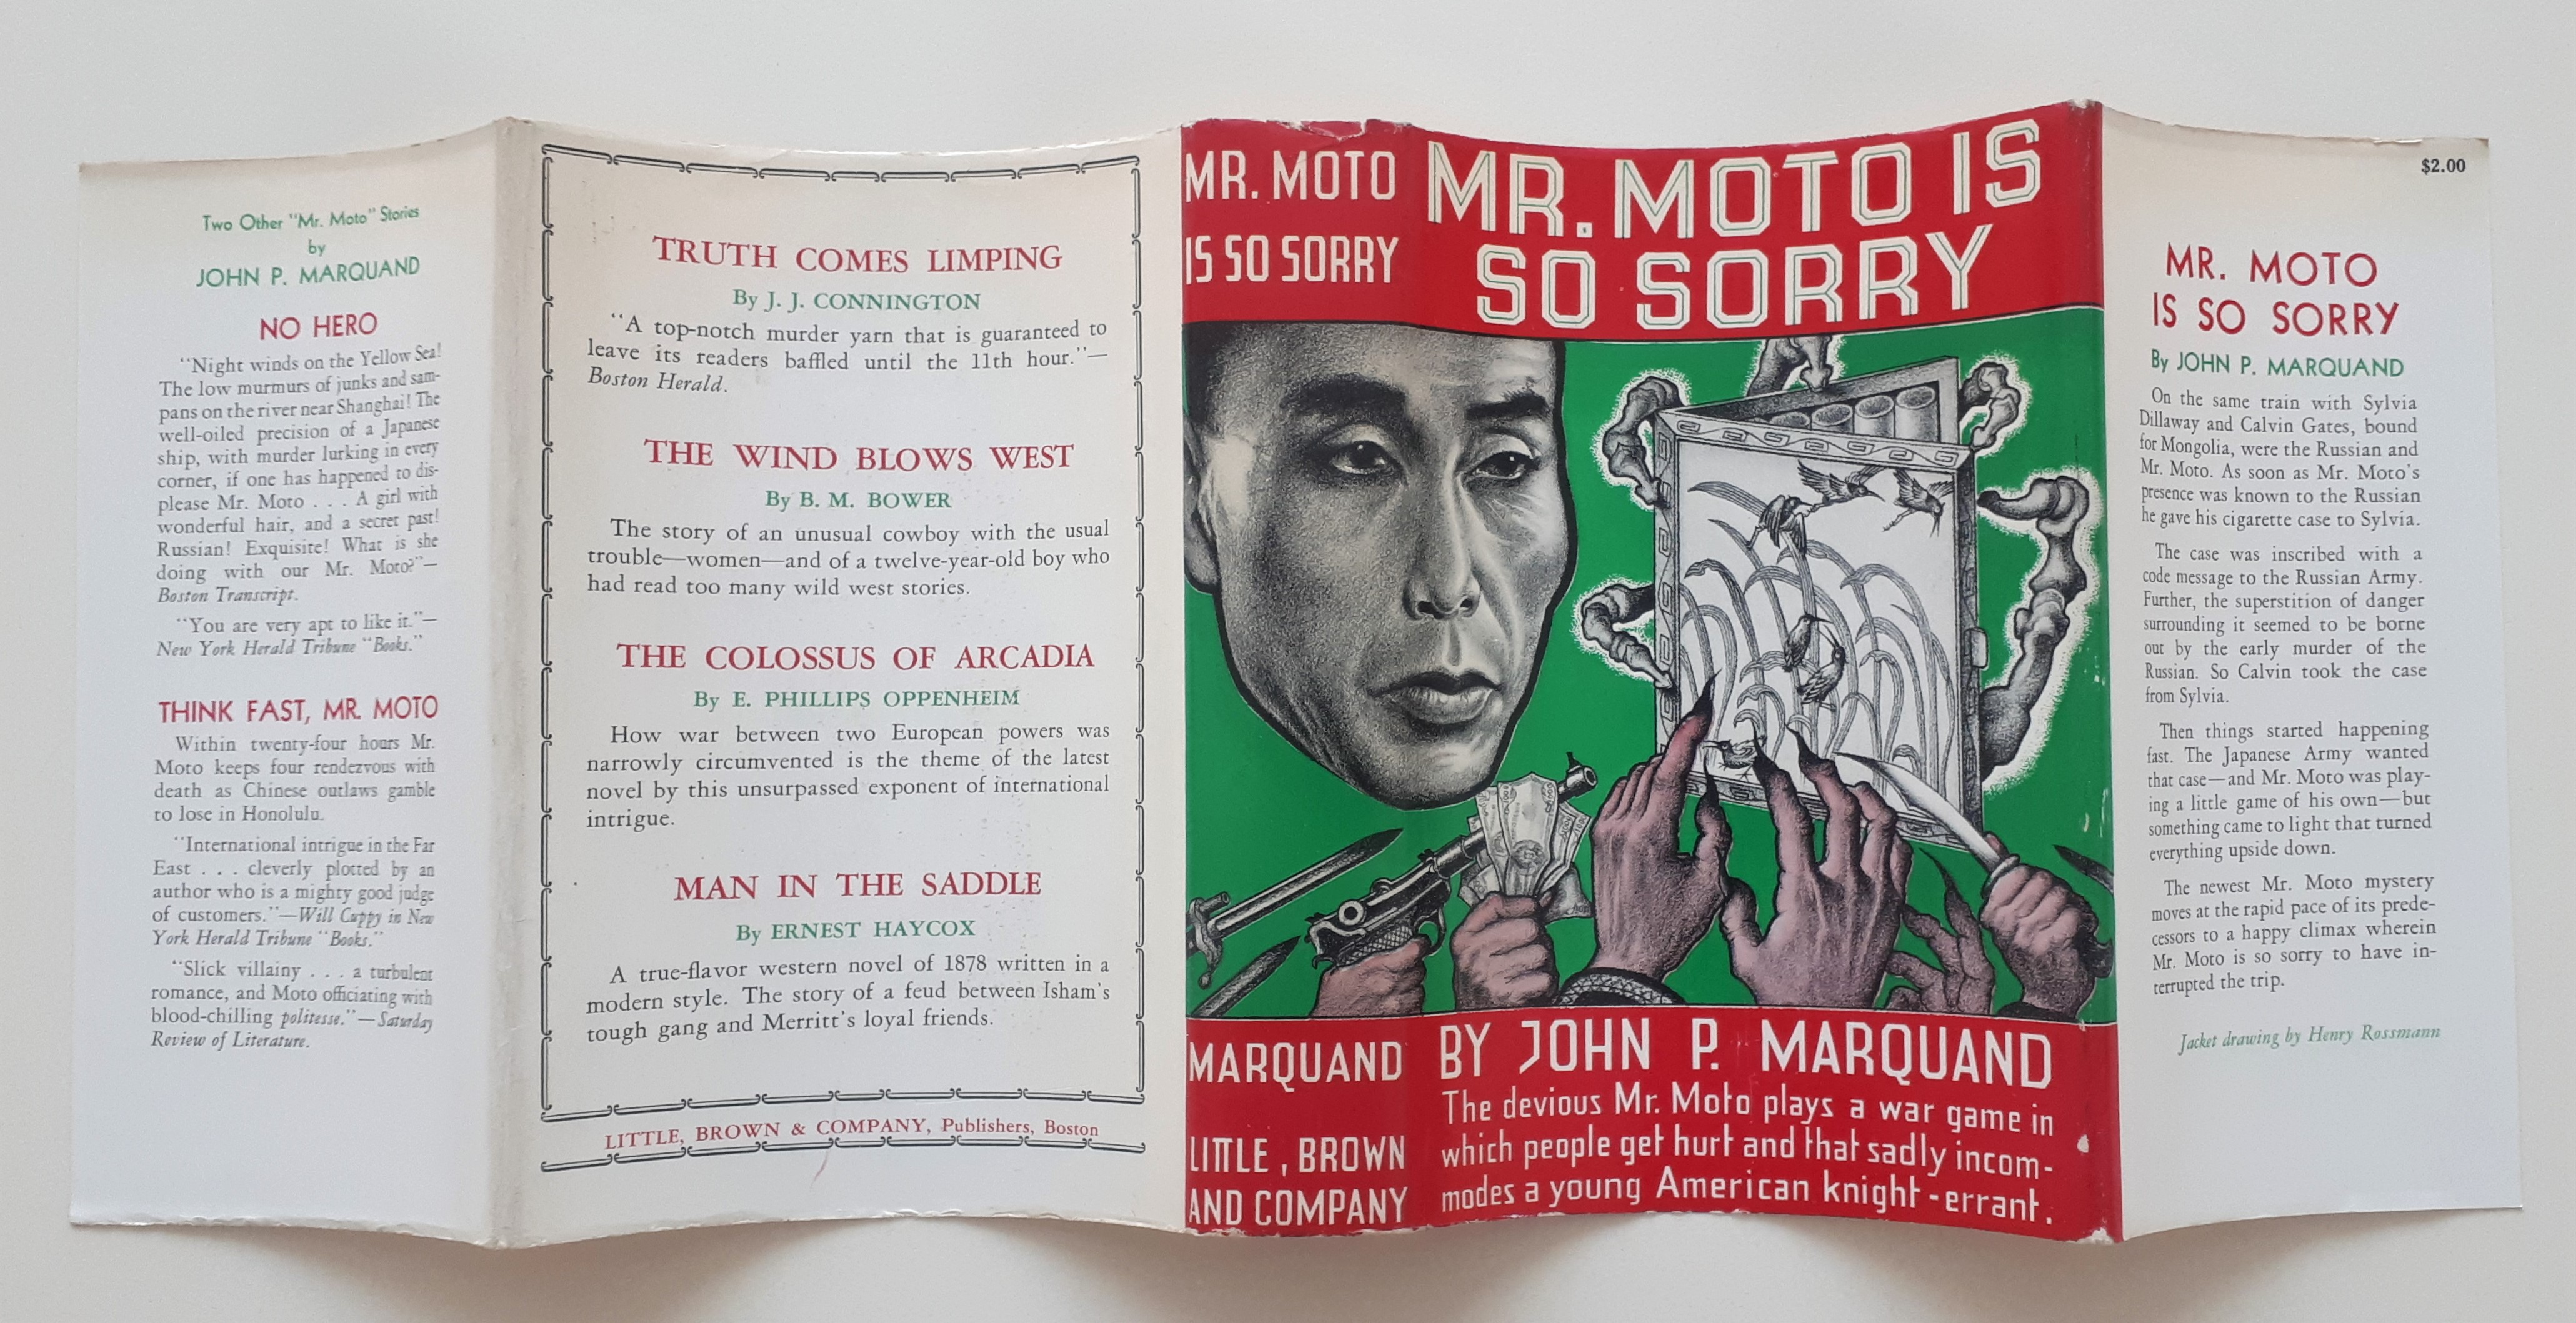 Two Other "Mr. Moto" Stories
by
JOHN P. MARQUAND
NO HERO
"Night winds on the Yellow Sea!
The low murmurs of junks and sam-
pans on the river near Shanghai! The
well-oiled precision of a Japanese
ship, with murder lurking in every
corner, if one has happened to dis-
please Mr. Moto . . . A girl with
wonderful hair, and a secret past!
Russian! Exquisite! What is she
doing with our Mr. Moto?"—
Boston Transcript.
"You are very apt to like it."—
New York Herald Tribune "Books."
THINK FAST, MR. MOTO
Within twenty-four hours Mr.
Moto keeps four rendezvous with
death as Chinese outlaws gamble
to lose in Honolulu.
"International intrigue in the Far
East . . . cleverly plotted by an
author who is a mighty good judge
of customers."—Will Cuppy in New
York Herald Tribune "Books."
"Slick villainy . . . a turbulent
romance, and Moto officiating with
blood-chilling politesse."—Saturday
Review of Literature.
TRUTH COMES LIMPING
By J. J. CONNINGTON
"A top-notch murder yarn that is guaranteed to
leave its readers baffled until the 11th hour."—
Boston Herald.
THE WIND BLOWS WEST
By B. M. BOWER
The story of an unusual cowboy with the usual
trouble—women—and of a twelve-year-old boy who
had read too many wild west stories.
THE COLOSSUS OF ARCADIA
By E. PHILLIPS OPPENHEIM
How war between two European powers was
narrowly circumvented is the theme of the latest
novel by this unsurpassed exponent of international
intrigue.
MAN IN THE SADDLE
By ERNEST HAYCOX
A true-flavor western novel of 1878 written in a
modern style. The story of a feud between Isham's
tough gang and Merritt's loyal friends.
LITTLE, BROWN & COMPANY, Publishers, Boston
MR. MOTO
IS SO SORRY
MARQUAND
LITTLE, BROWN
AND COMPANY
MR. MOTO IS
SO SORRY
BY JOHN P. MARQUAND
The devious Mr. Moto plays a war game in
which people get hurt and that sadly incom-
modes a young American knight-errant.
$2.00
MR. MOTO
IS SO SORRY
By JOHN P. MARQUAND
On the same train with Sylvia
Dillaway and Calvin Gates, bound
for Mongolia, were the Russian and
Mr. Moto. As soon as Mr. Moto's
presence was known to the Russian
he gave his cigarette case to Sylvia.
The case was inscribed with a
code message to the Russian Army.
Further, the superstition of danger
surrounding it seemed to be borne
out by the early murder of the
Russian. So Calvin took the case
from Sylvia.
Then things started happening
fast. The Japanese Army wanted
that case—and Mr. Moto was play-
ing a little game of his own—but
something came to light that turned
everything upside down.
The newest Mr. Moto mystery
moves at the rapid pace of its prede-
cessors to a happy climax wherein
Mr. Moto is so sorry to have in-
terrupted the trip.
Jacket drawing by Henry Rossmann